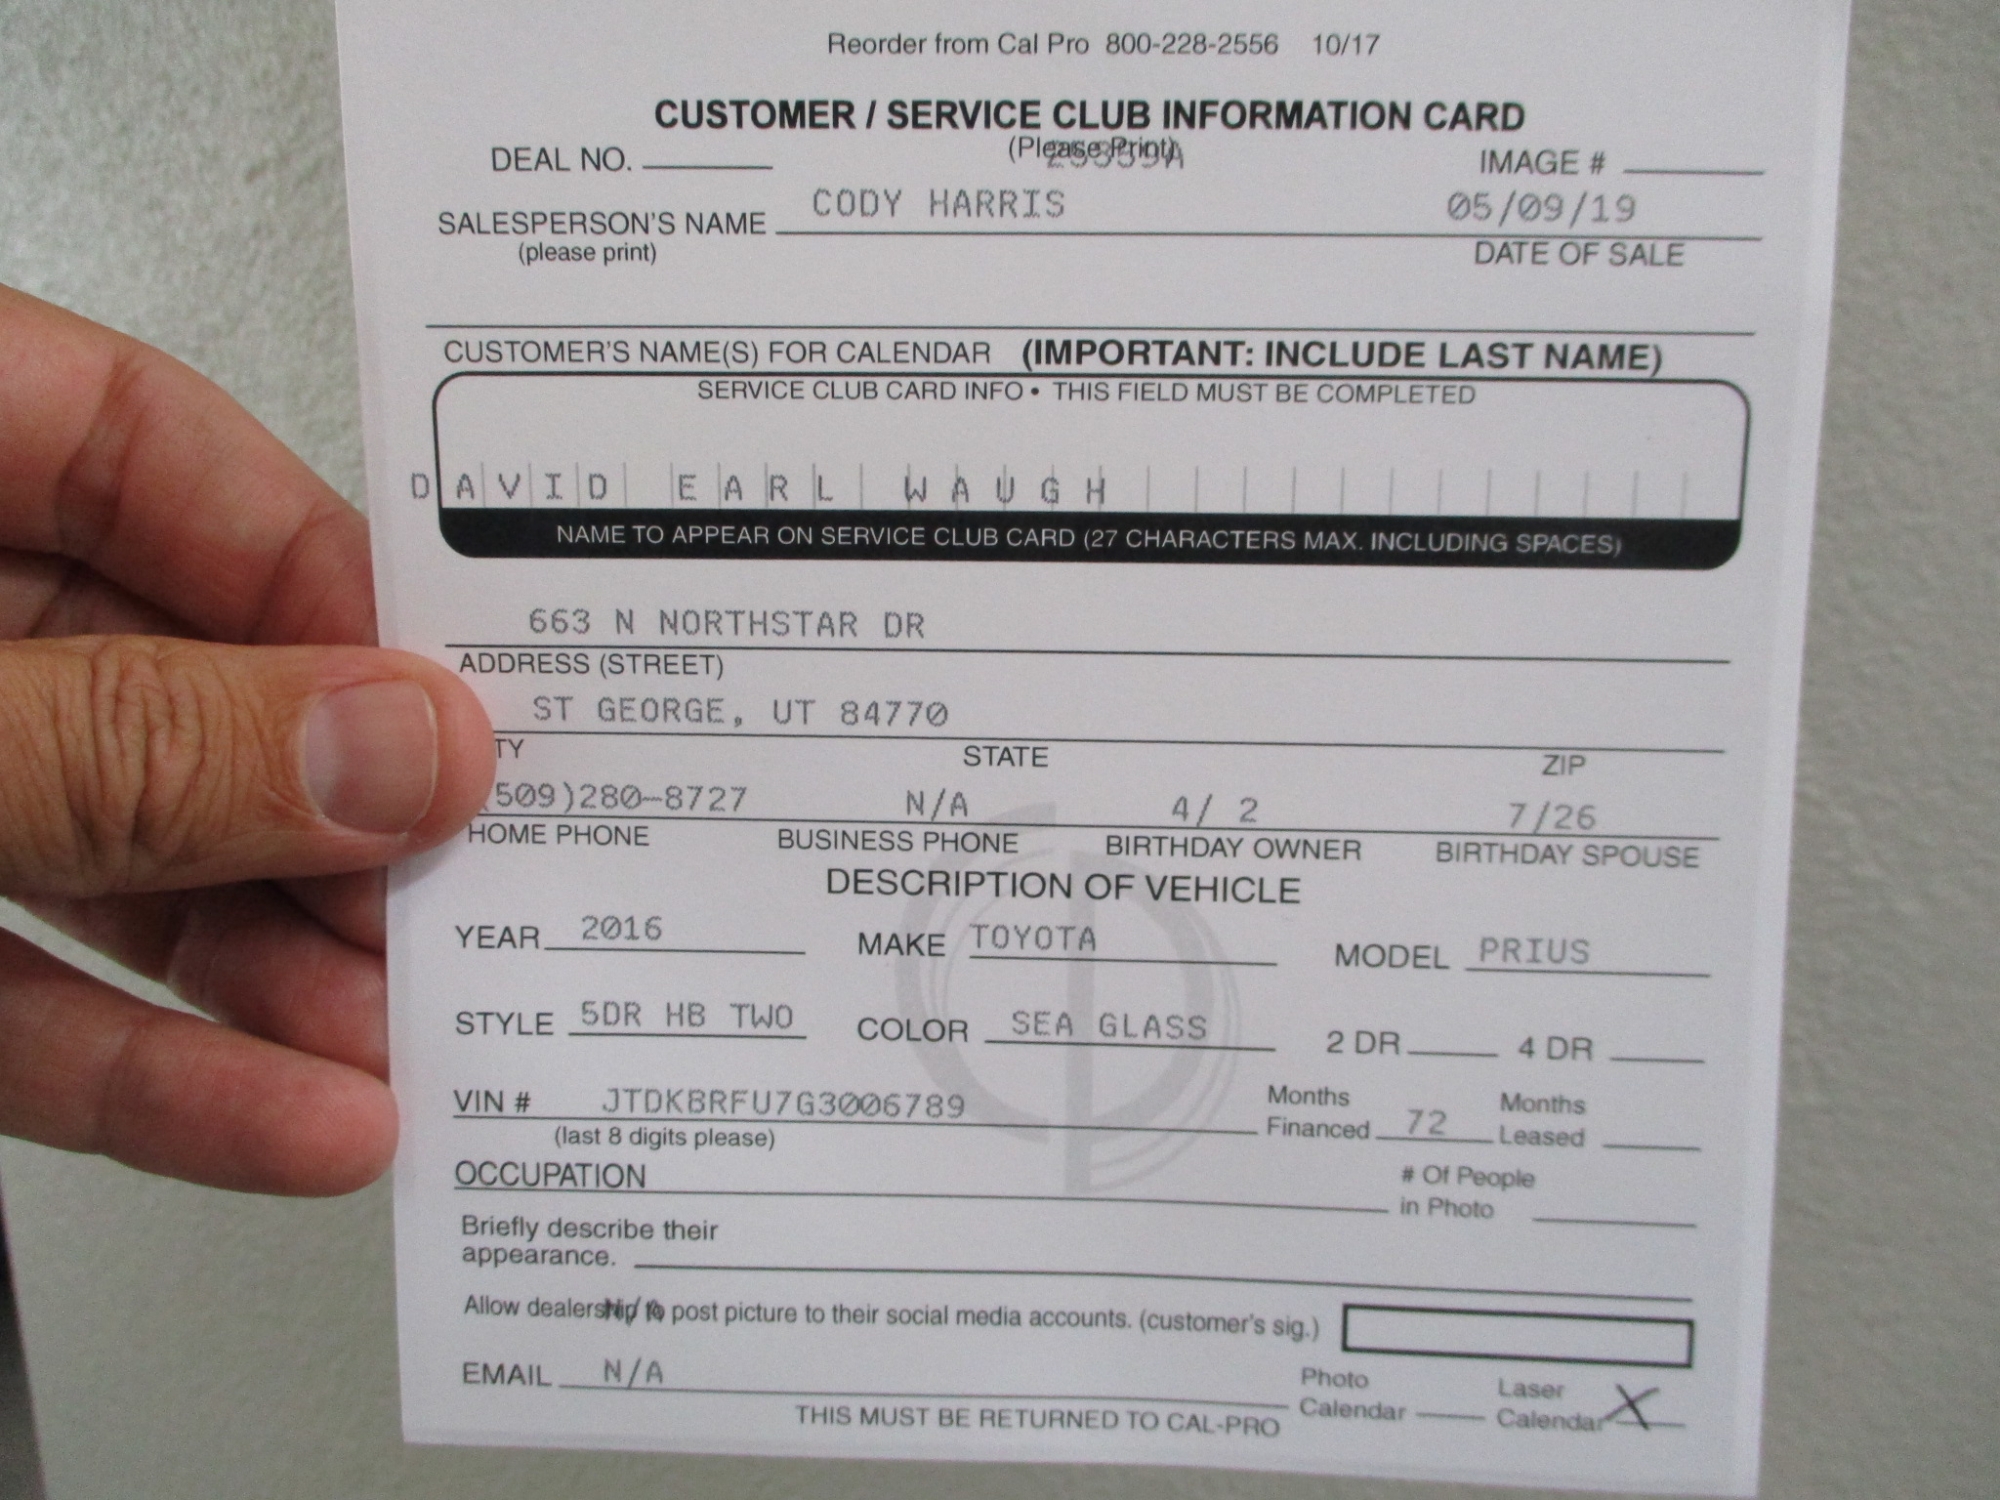 Reorder from Cal Pro 800-228-2556 10/17
CUSTOMER / SERVICE CLUB INFORMATION CARD
(Please Print)
DEAL NO. IMAGE #
SALESPERSON'S NAME CODY HARRIS 05/09/19
(please print) DATE OF SALE
CUSTOMER'S NAME(S) FOR CALENDAR (IMPORTANT: INCLUDE LAST NAME)
SERVICE CLUB CARD INFO • THIS FIELD MUST BE COMPLETED
DAVID EARL WAUGH
NAME TO APPEAR ON SERVICE CLUB CARD (27 CHARACTERS MAX. INCLUDING SPACES)
663 N NORTHSTAR DR
ADDRESS (STREET)
ST GEORGE, UT 84770
TY STATE ZIP
(509)280-8727 N/A 4/ 2 7/26
HOME PHONE BUSINESS PHONE BIRTHDAY OWNER BIRTHDAY SPOUSE
DESCRIPTION OF VEHICLE
YEAR 2016 MAKE TOYOTA MODEL PRIUS
STYLE 5DR HB TWO COLOR SEA GLASS 2 DR 4 DR
VIN # JTDKBRFU7G3006789 Months Financed 72 Months Leased
(last 8 digits please)
OCCUPATION # Of People in Photo
Briefly describe their
appearance.
Allow dealership to post picture to their social media accounts. (customer's sig.)
N/A
EMAIL N/A Photo Calendar Laser Calendar X
THIS MUST BE RETURNED TO CAL-PRO